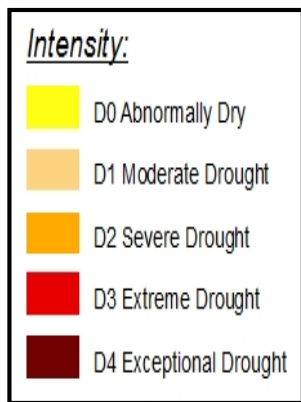 Intensity:
D0 Abnormally Dry
D1 Moderate Drought
D2 Severe Drought
D3 Extreme Drought
D4 Exceptional Drought